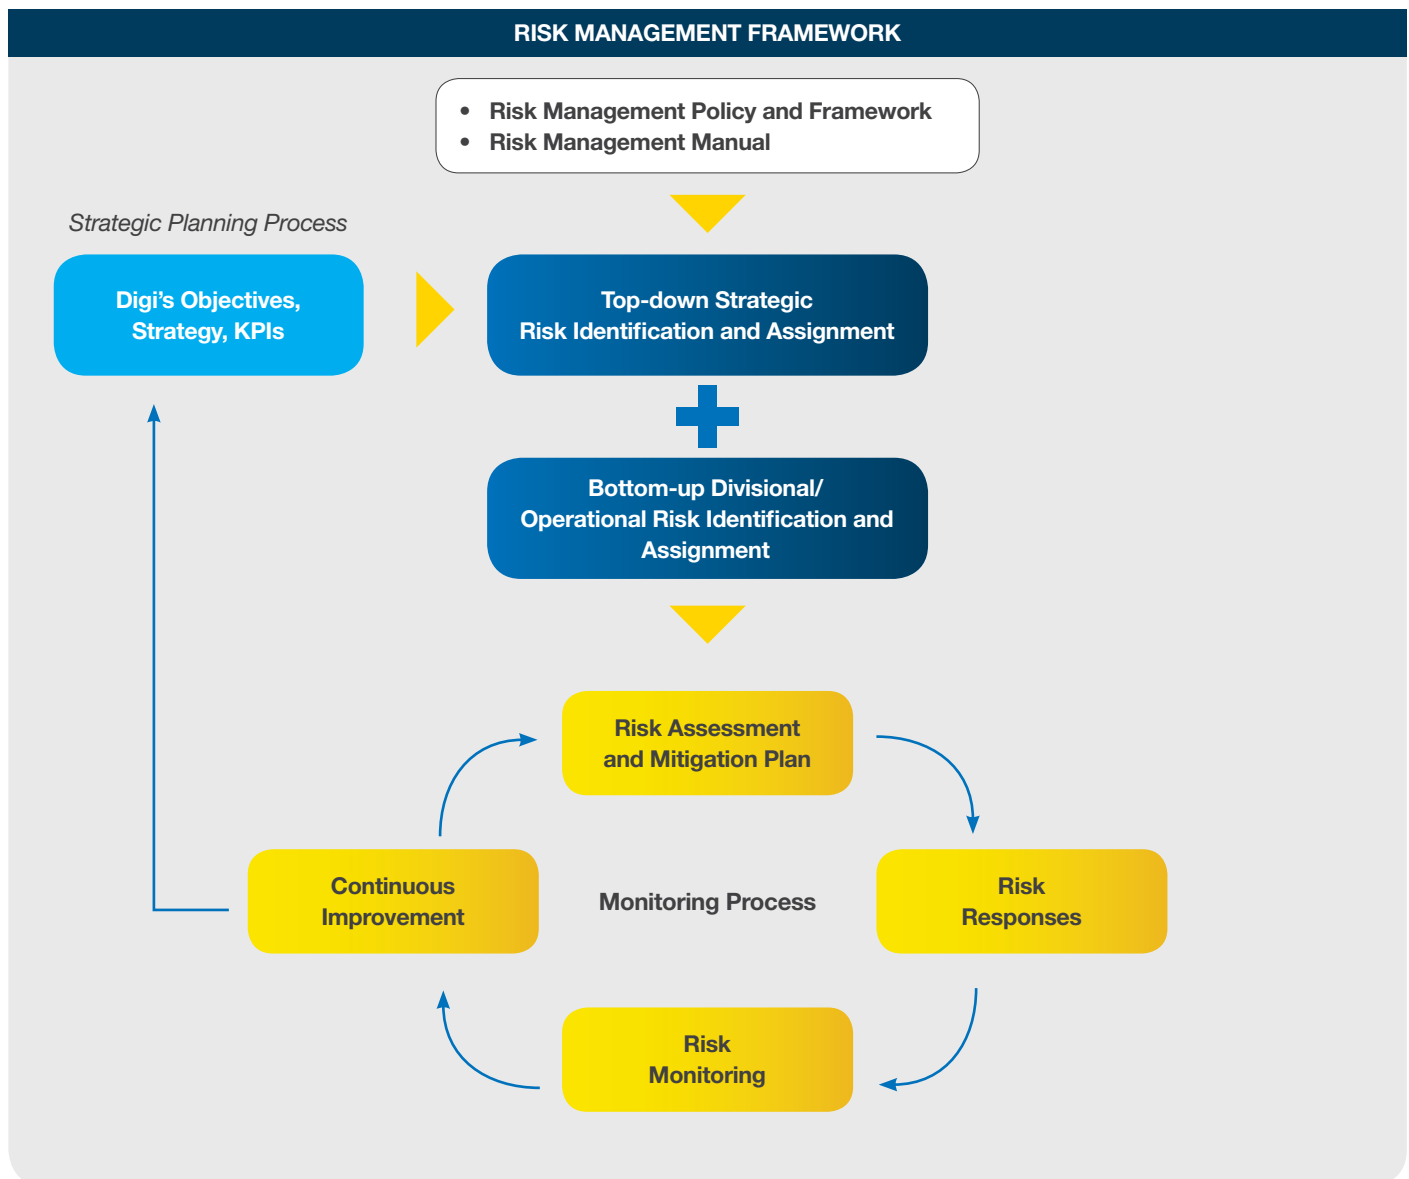 RISK MANAGEMENT FRAMEWORK
• Risk Management Policy and Framework
• Risk Management Manual
Strategic Planning Process
Digi’s Objectives,
Strategy, KPIs
Top-down Strategic
Risk Identification and Assignment
Bottom-up Divisional/
Operational Risk Identification and
Assignment
Risk Assessment
and Mitigation Plan
Continuous
Improvement
Monitoring Process
Risk
Responses
Risk
Monitoring